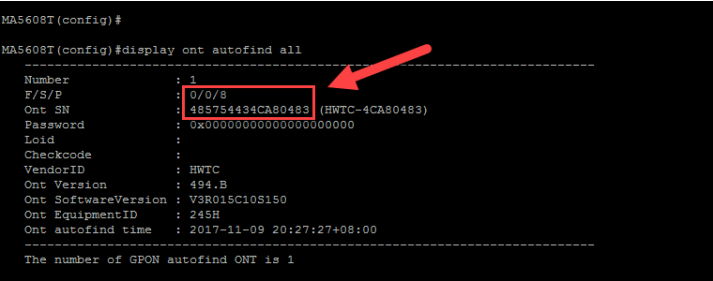 MA5608T(config)#
MA5608T(config)#display ont autofind all
----------------------------------------------------------------------------
Number : 1
F/S/P : 0/0/8
Ont SN : 485754434CA80483 (HWTC-4CA80483)
Password : 0x00000000000000000000
Loid :
Checkcode :
VendorID : HWTC
Ont Version : 494.B
Ont SoftwareVersion : V3R015C10S150
Ont EquipmentID : 245H
Ont autofind time : 2017-11-09 20:27:27+08:00
----------------------------------------------------------------------------
The number of GPON autofind ONT is 1